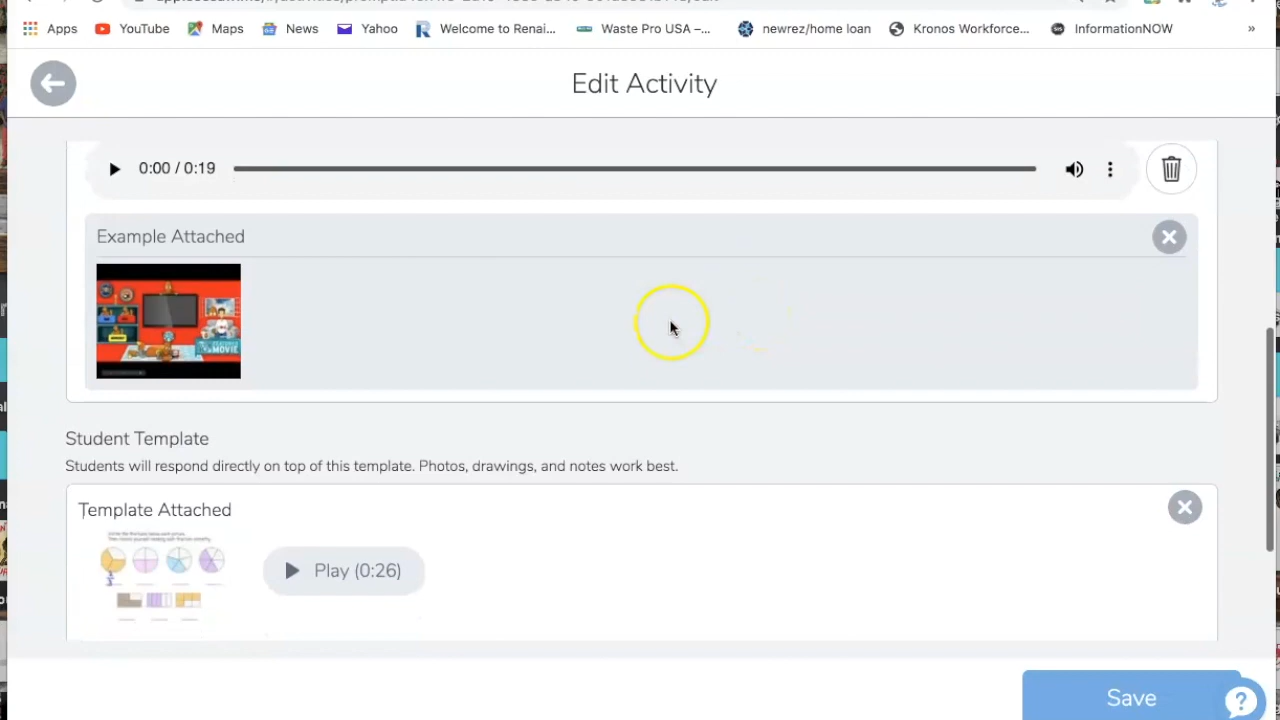 Apps YouTube Maps News Yahoo Welcome to Renai... Waste Pro USA –... newrez/home loan Kronos Workforce... InformationNOW »
Edit Activity
0:00 / 0:19
Example Attached
MOVIE
Student Template
Students will respond directly on top of this template. Photos, drawings, and notes work best.
Template Attached
Play (0:26)
Save
?